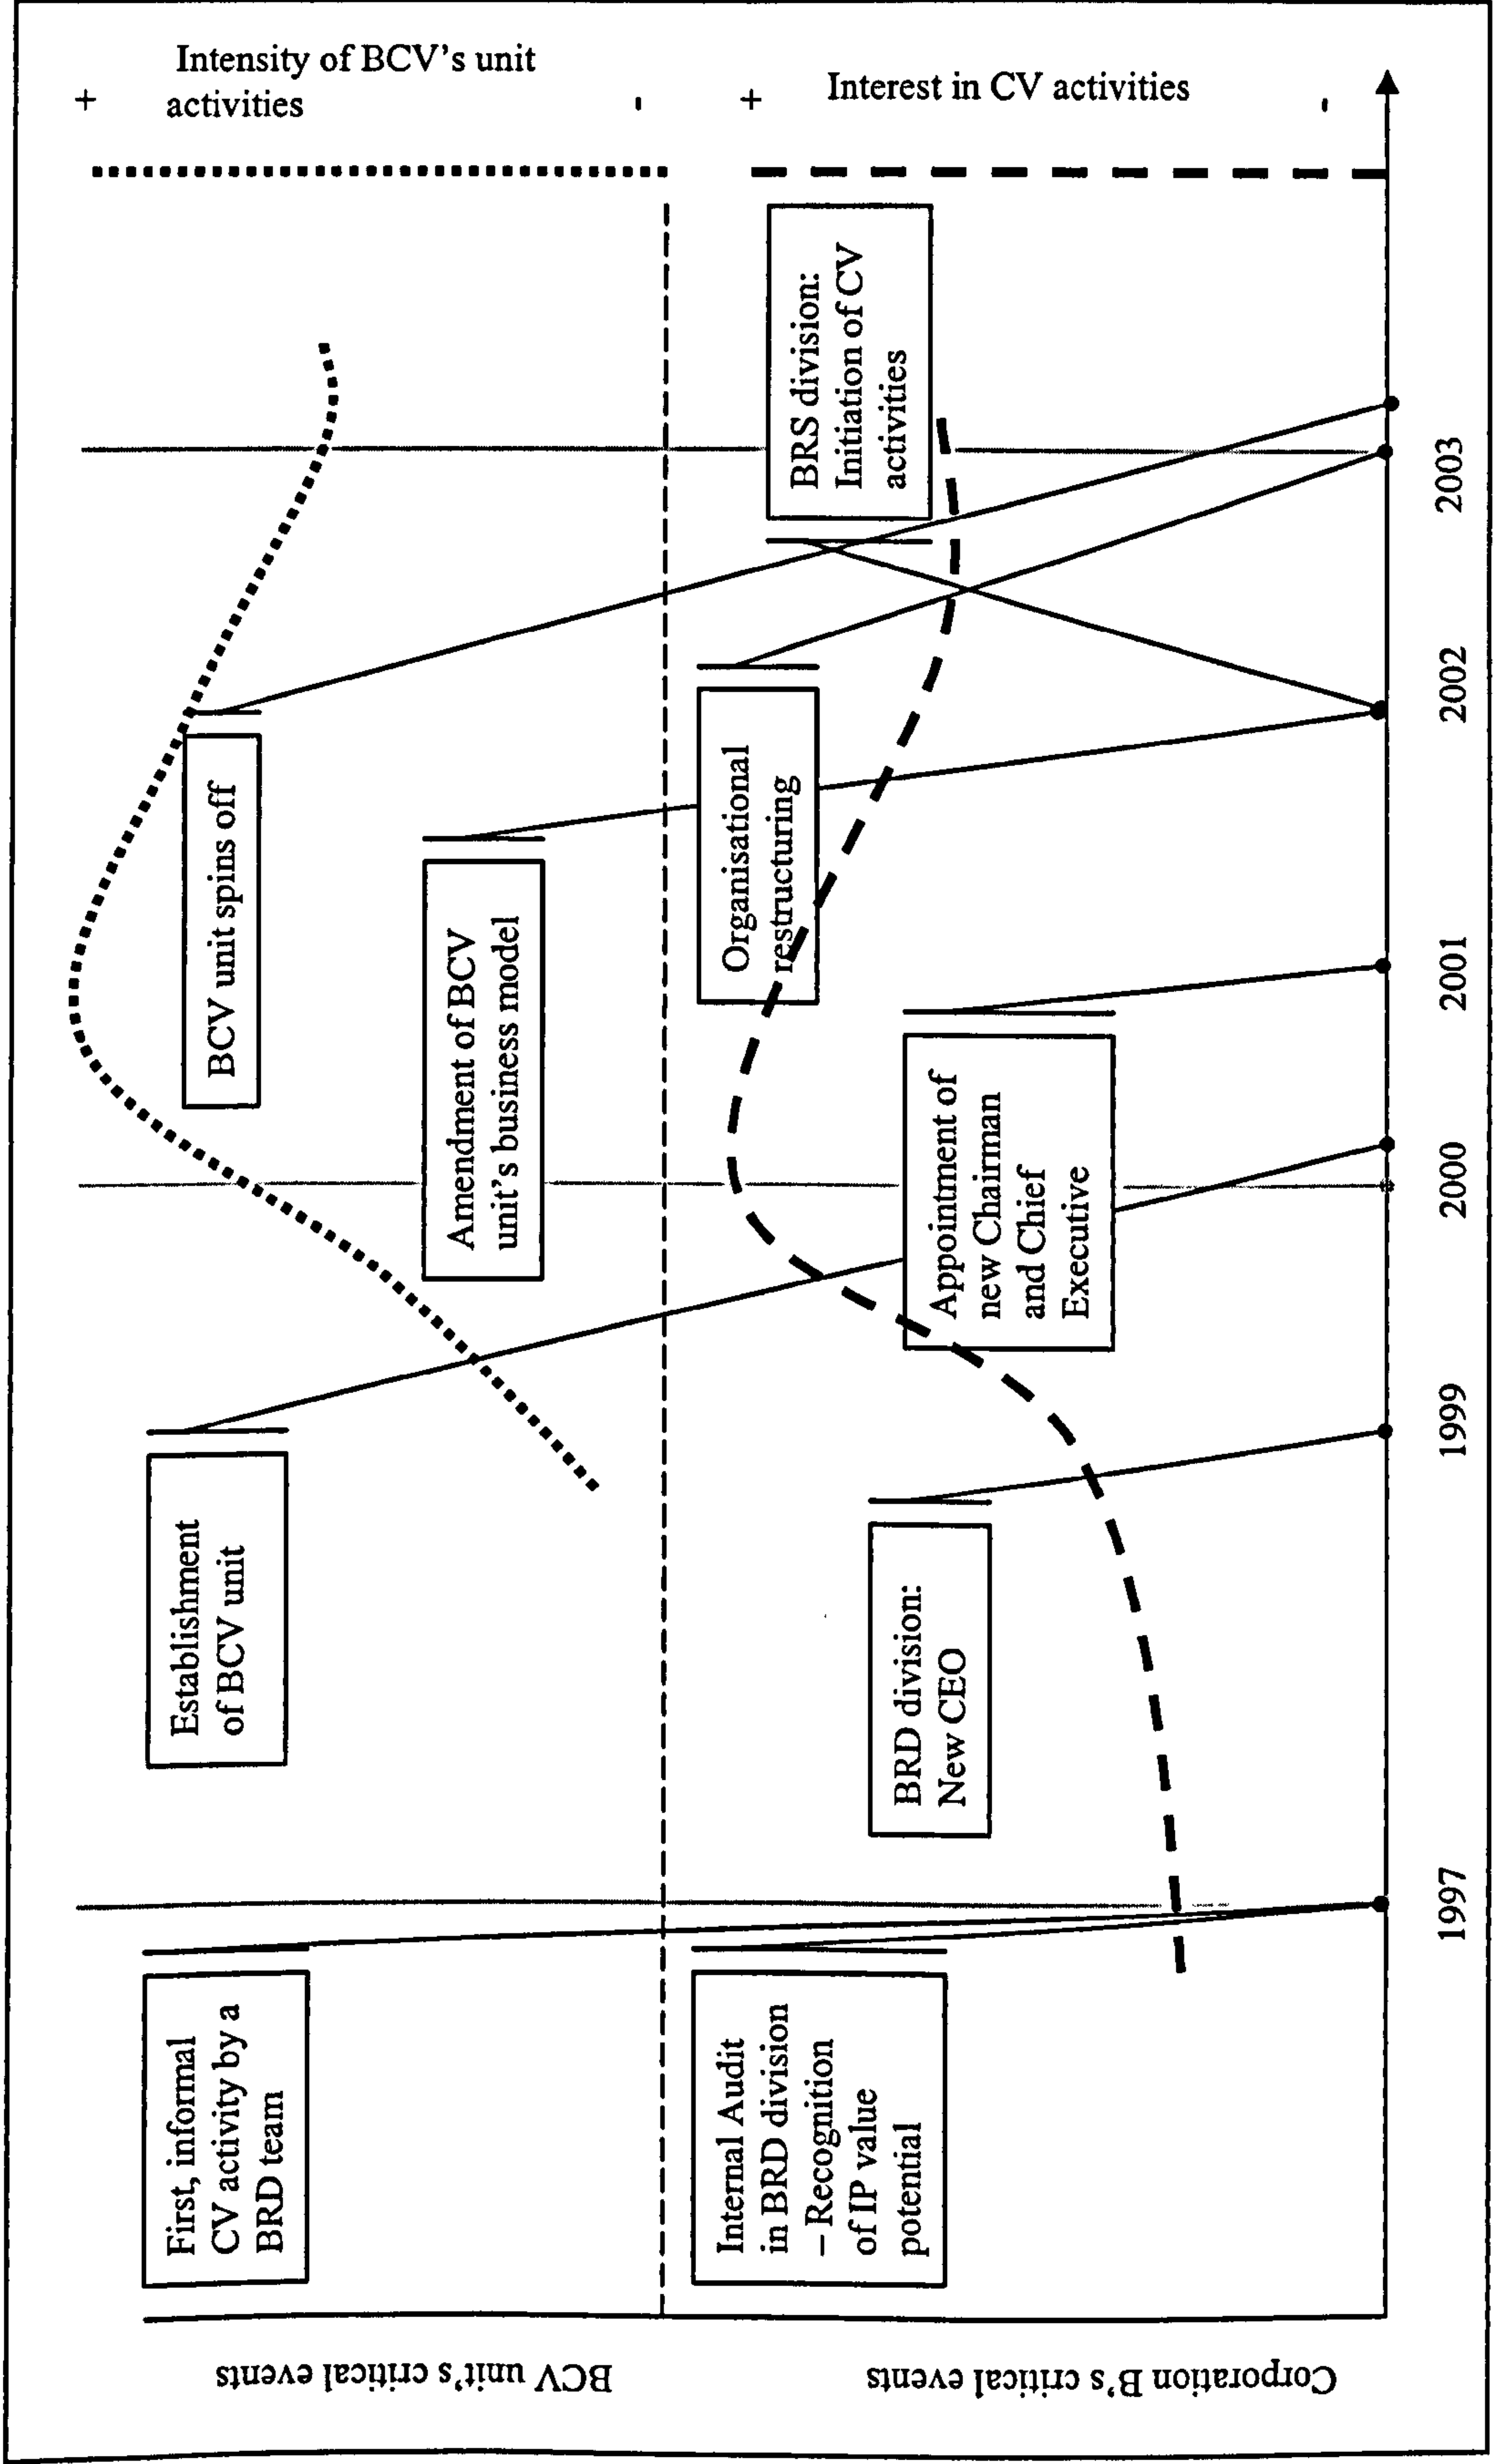 Intensity of BCV's unit
activities
+
-
+
Interest in CV activities
-
BCV unit's critical events
First, informal
CV activity by a
BRD team
Establishment
of BCV unit
Amendment of BCV
unit's business model
BCV unit spins off
Corporation B's critical events
Internal Audit
in BRD division
– Recognition
of IP value
potential
BRD division:
New CEO
Appointment of
new Chairman
and Chief
Executive
Organisational
restructuring
BRS division:
Initiation of CV
activities
1997
1999
2000
2001
2002
2003